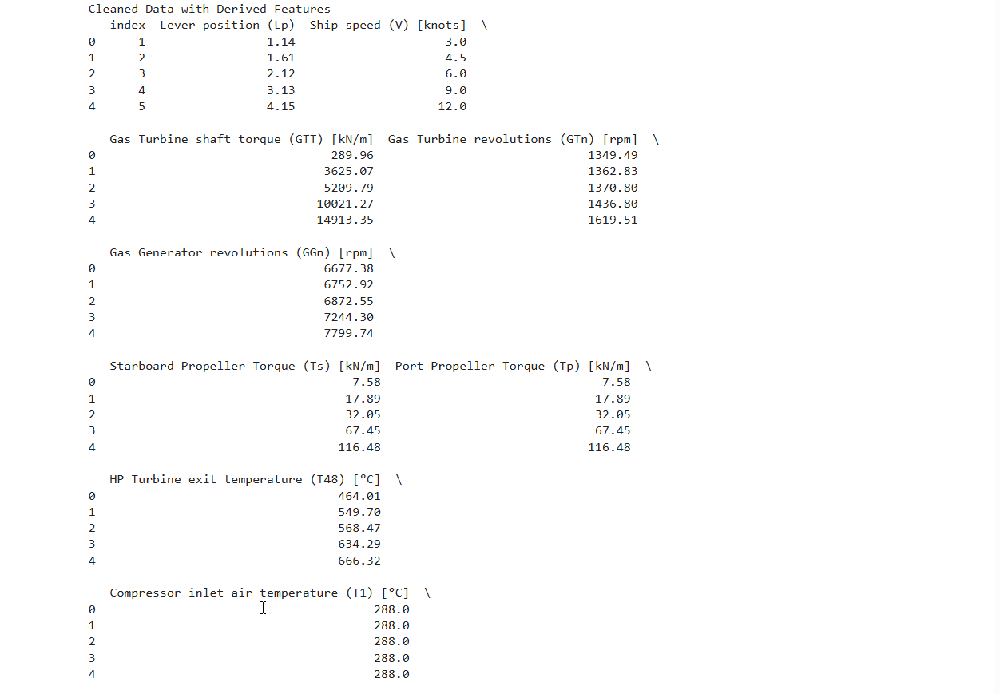 Cleaned Data with Derived Features
index  Lever position (Lp)  Ship speed (V) [knots]  \
0      1                 1.14                     3.0
1      2                 1.61                     4.5
2      3                 2.12                     6.0
3      4                 3.13                     9.0
4      5                 4.15                    12.0
Gas Turbine shaft torque (GTT) [kN/m]  Gas Turbine revolutions (GTn) [rpm]  \
0                                 289.96                              1349.49
1                                3625.07                              1362.83
2                                5209.79                              1370.80
3                               10021.27                              1436.80
4                               14913.35                              1619.51
Gas Generator revolutions (GGn) [rpm]  \
0                                6677.38
1                                6752.92
2                                6872.55
3                                7244.30
4                                7799.74
Starboard Propeller Torque (Ts) [kN/m]  Port Propeller Torque (Tp) [kN/m]  \
0                                    7.58                               7.58
1                                   17.89                              17.89
2                                   32.05                              32.05
3                                   67.45                              67.45
4                                  116.48                             116.48
HP Turbine exit temperature (T48) [ºC]  \
0                                  464.01
1                                  549.70
2                                  568.47
3                                  634.29
4                                  666.32
Compressor inlet air temperature (T1) [ºC]  \
0                                       288.0
1                                       288.0
2                                       288.0
3                                       288.0
4                                       288.0